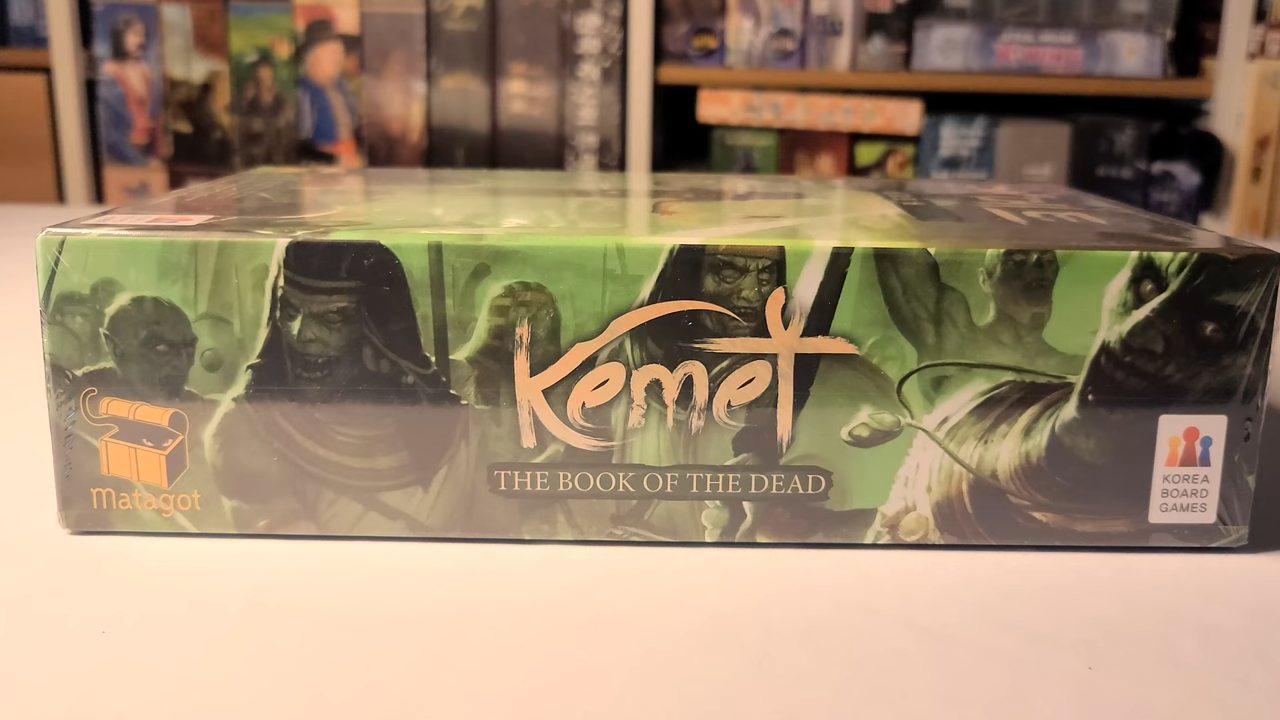 Kemet
THE BOOK OF THE DEAD
matagot
KOREA
BOARD
GAMES